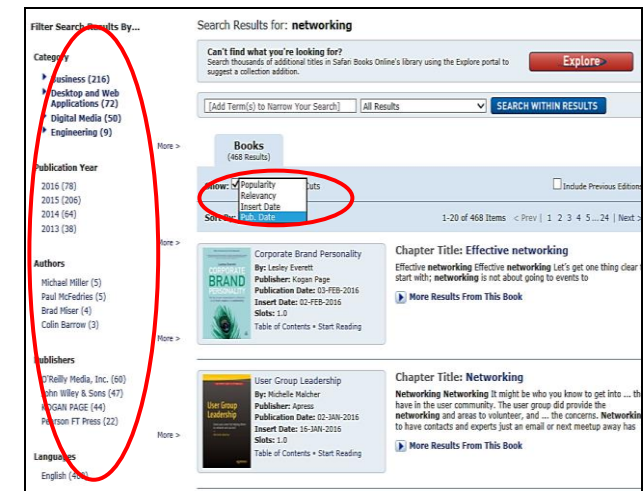 Filter Search Results By...
Category
Business (216)
Desktop and Web
Applications (72)
Digital Media (50)
Engineering (9)
More >
Publication Year
2016 (78)
2015 (206)
2014 (64)
2013 (38)
More >
Authors
Michael Miller (5)
Paul McFedries (5)
Brad Miser (4)
Colin Barrow (3)
More >
Publishers
O'Reilly Media, Inc. (60)
John Wiley & Sons (47)
KOGAN PAGE (44)
Pearson FT Press (22)
More >
Languages
English
Search Results for: networking
Can't find what you're looking for?
Search thousands of additional titles in Safari Books Online's library using the Explore portal to
suggest a collection addition.
Explore>
[Add Term(s) to Narrow Your Search] All Results SEARCH WITHIN RESULTS
Books
(468 Results)
Show: Cuts Include Previous Editions
Popularity
Relevancy
Insert Date
Pub. Date
Sort By: 1-20 of 468 Items < Prev | 1 2 3 4 5...24 | Next >
CORPORATE
BRAND
PERSONALITY
Corporate Brand Personality
By: Lesley Everett
Publisher: Kogan Page
Publication Date: 03-FEB-2016
Insert Date: 02-FEB-2016
Slots: 1.0
Table of Contents • Start Reading
Chapter Title: Effective networking
Effective networking Effective networking Let's get one thing clear
start with; networking is not about going to events to
More Results From This Book
User Group
Leadership
User Group Leadership
By: Michelle Malcher
Publisher: Apress
Publication Date: 02-JAN-2016
Insert Date: 16-JAN-2016
Slots: 1.0
Table of Contents • Start Reading
Chapter Title: Networking
Networking Networking It might be who you know to get into ... th
have in the user community. The user group did provide the
networking and areas to volunteer, and ... the concerns. Networkin
to have contacts and experts just an email or next meetup away has
More Results From This Book